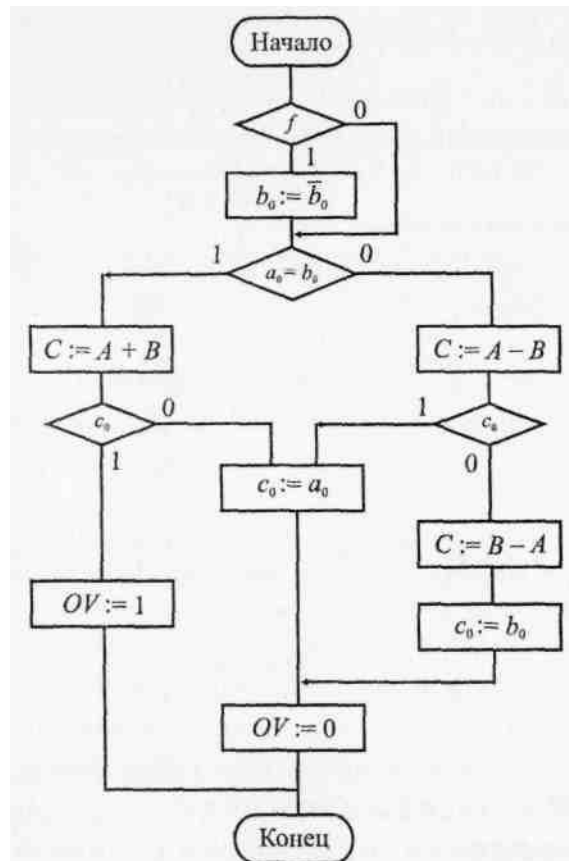 Начало
f
0
1
b₀ := b̅₀
1
a₀ = b₀
0
C := A + B
C := A − B
c₀
0
1
c₀
1
c₀ := a₀
0
C := B − A
OV := 1
c₀ := b₀
OV := 0
Конец